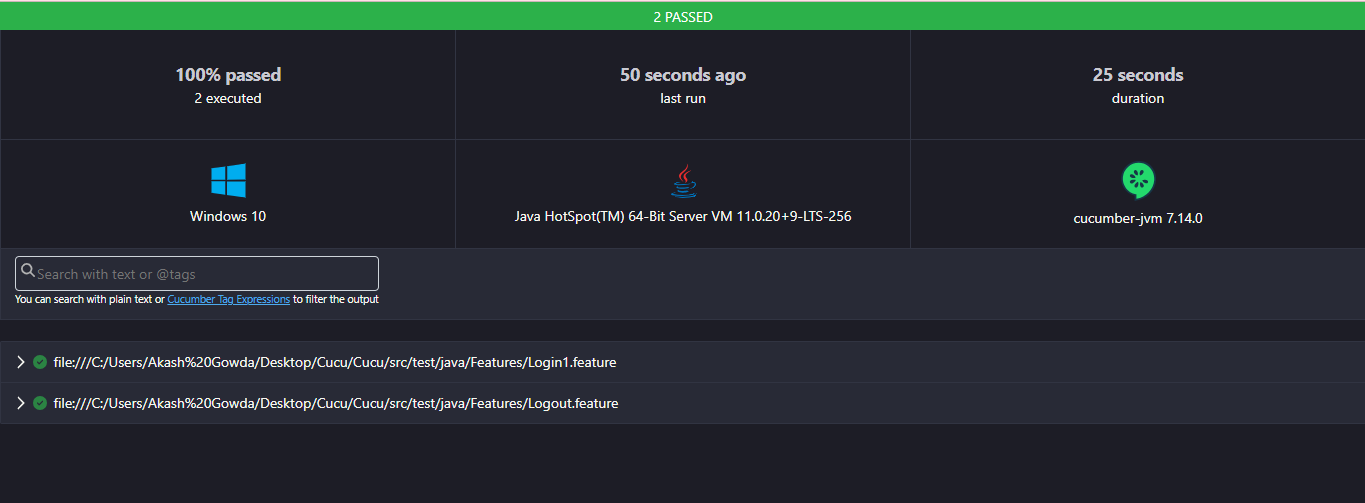 2 PASSED
100% passed
2 executed
50 seconds ago
last run
25 seconds
duration
Windows 10
Java HotSpot(TM) 64-Bit Server VM 11.0.20+9-LTS-256
cucumber-jvm 7.14.0
Search with text or @tags
You can search with plain text or Cucumber Tag Expressions to filter the output
file:///C:/Users/Akash%20Gowda/Desktop/Cucu/Cucu/src/test/java/Features/Login1.feature
file:///C:/Users/Akash%20Gowda/Desktop/Cucu/Cucu/src/test/java/Features/Logout.feature